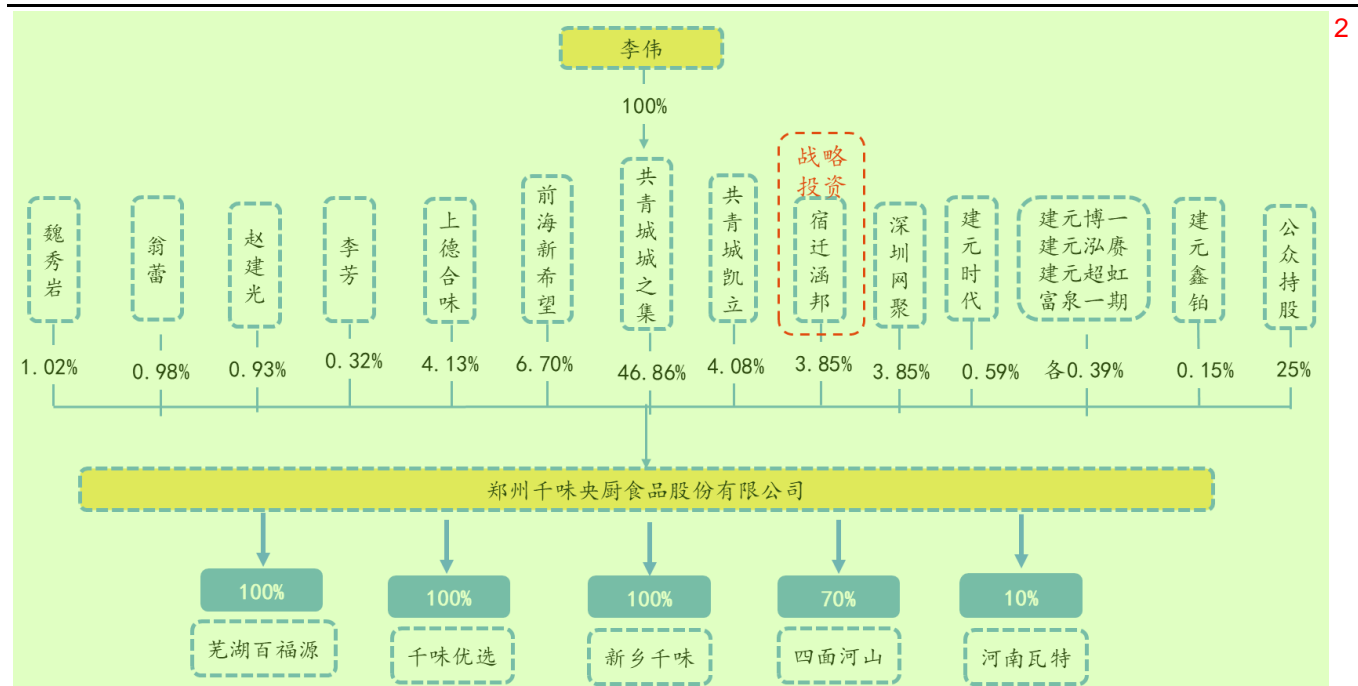 2
李伟
100%
战略
投资
魏秀岩
翁蕾
赵建光
李芳
上德合味
前海新希望
共青城城之集
共青城凯立
宿迁涵邦
深圳网聚
建元时代
建元博一
建元泓赓
建元超虹
富泉一期
建元鑫铂
公众持股
1.02%
0.98%
0.93%
0.32%
4.13%
6.70%
46.86%
4.08%
3.85%
3.85%
0.59%
各0.39%
0.15%
25%
郑州千味央厨食品股份有限公司
100%
100%
100%
70%
10%
芜湖百福源
千味优选
新乡千味
四面河山
河南瓦特